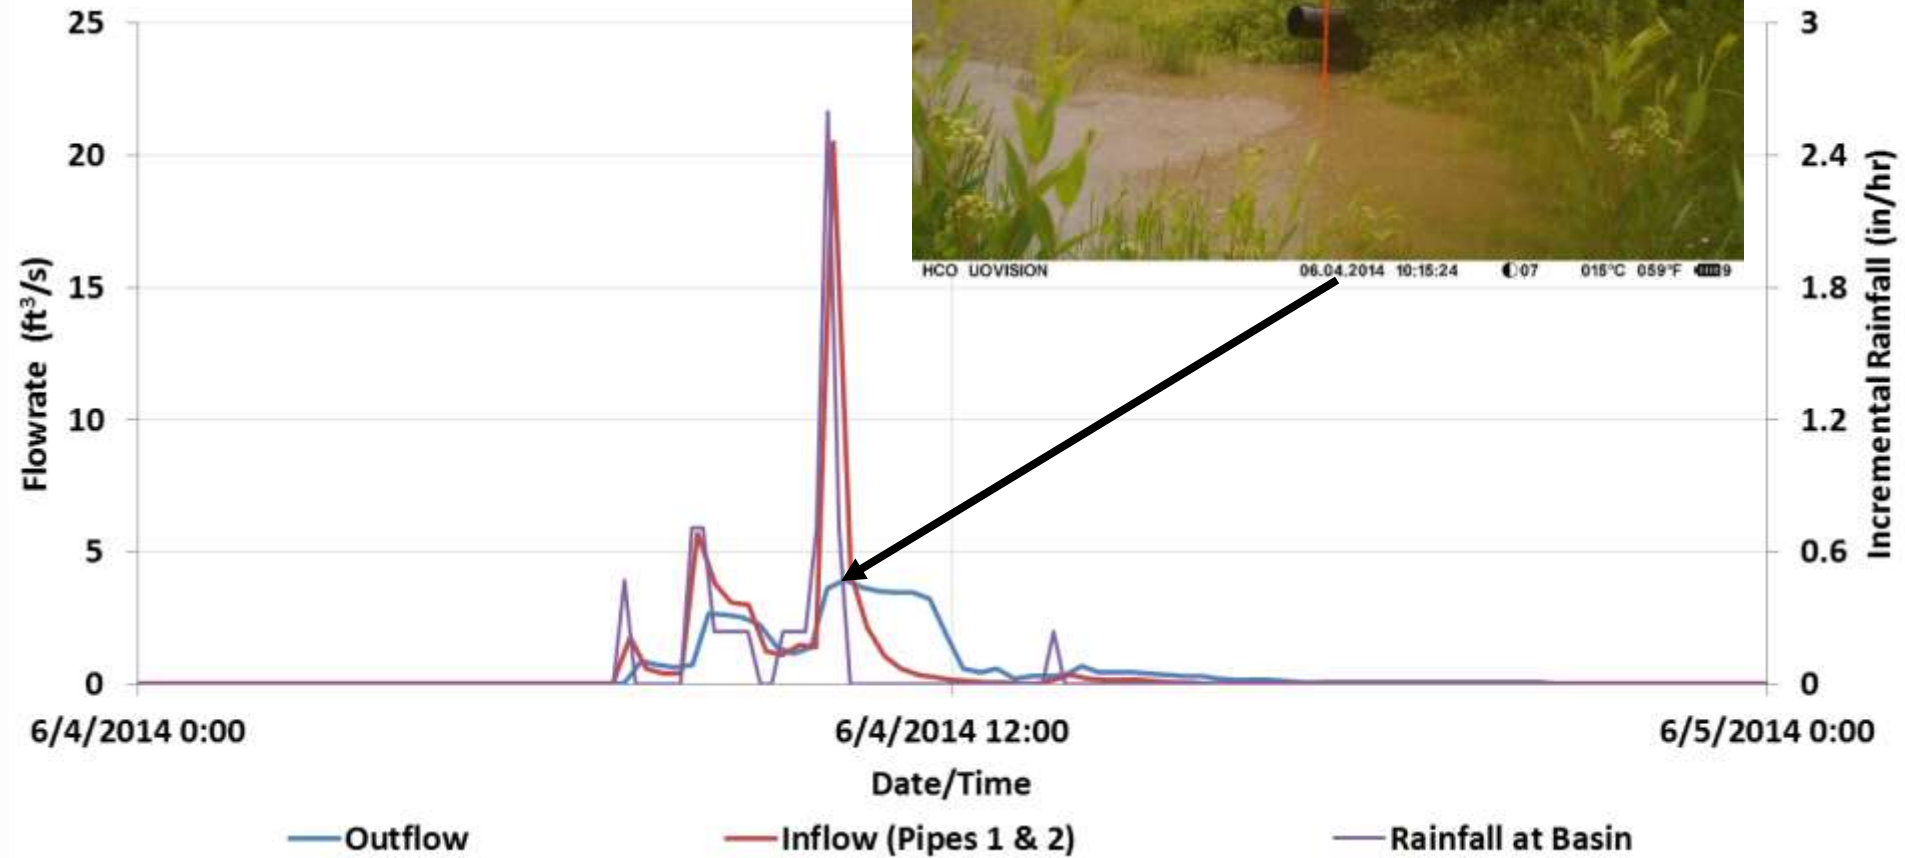 25
20
15
10
5
0
Flowrate (ft³/s)
3
2.4
1.8
1.2
0.6
0
Incremental Rainfall (in/hr)
HCO UOVISION 06.04.2014 10:15:24 07 015°C 059°F 9
6/4/2014 0:00 6/4/2014 12:00 6/5/2014 0:00
Date/Time
Outflow Inflow (Pipes 1 & 2) Rainfall at Basin